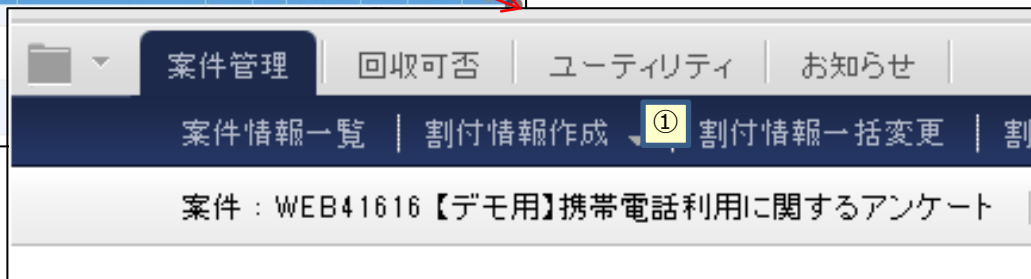 案件管理 回収可否 ユーティリティ お知らせ
案件情報一覧 割付情報作成 ① 割付情報一括変更 割
案件：WEB41616【デモ用】携帯電話利用に関するアンケート